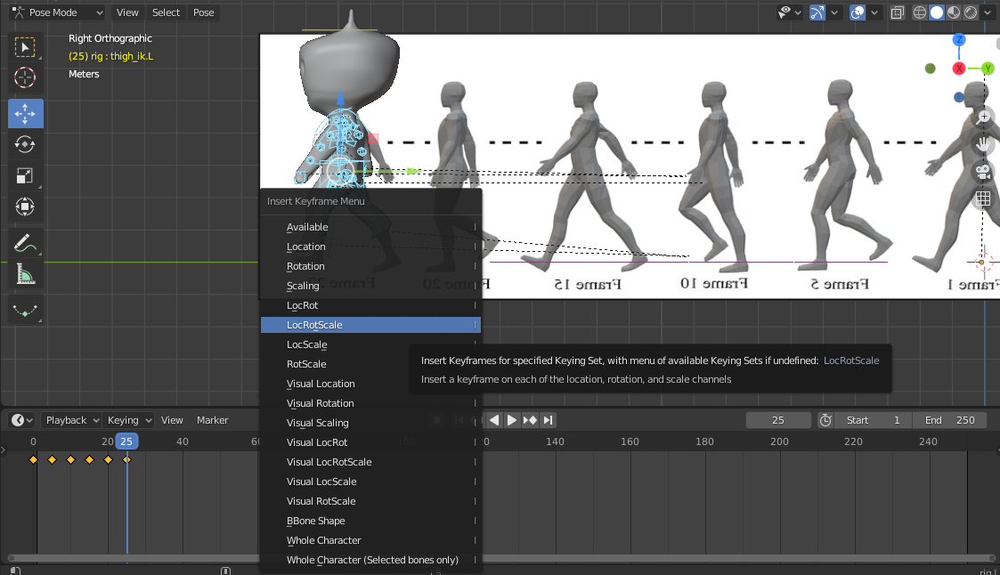 Pose Mode View Select Pose
Right Orthographic
(25) rig : thigh_ik.L
Meters
Z
X Y
Frame 20 Frame 15 Frame 10 Frame 5 Frame 1
Insert Keyframe Menu
Available I
Location I
Rotation I
Scaling I
LocRot I
LocRotScale I
LocScale I
RotScale I
Visual Location I
Visual Rotation I
Visual Scaling I
Visual LocRot I
Visual LocRotScale I
Visual LocScale I
Visual RotScale I
BBone Shape I
Whole Character I
Whole Character (Selected bones only) I
Insert Keyframes for specified Keying Set, with menu of available Keying Sets if undefined: LocRotScale
Insert a keyframe on each of the location, rotation, and scale channels
Playback Keying View Marker 25 Start 1 End 250
0 20 25 40 100 120 140 160 180 200 220 240